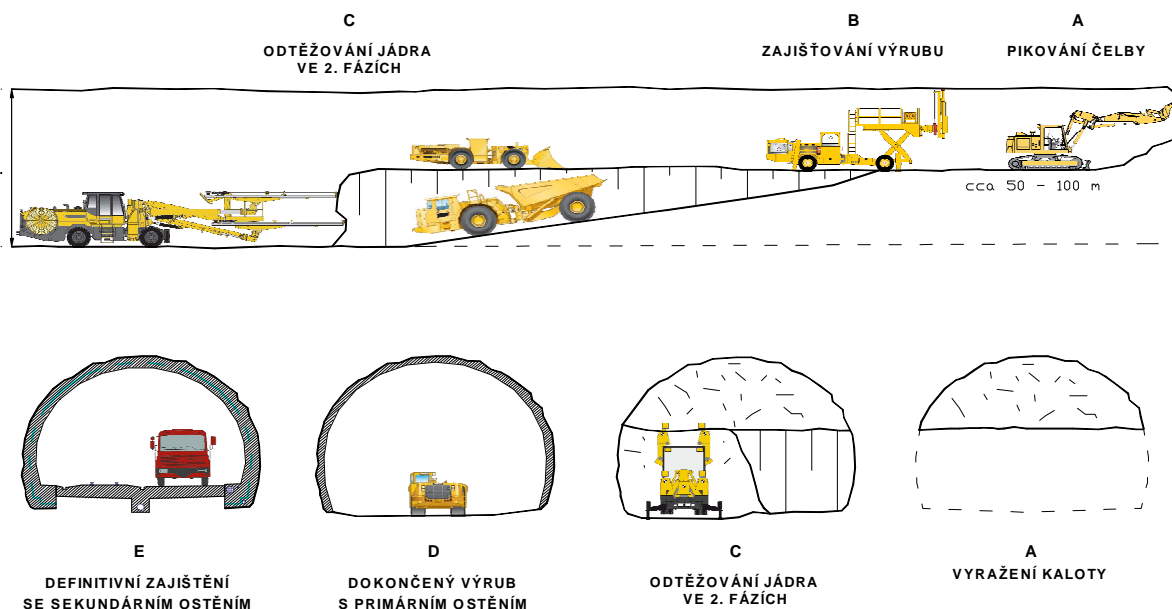 C
ODTĚŽOVÁNÍ JÁDRA
VE 2. FÁZÍCH
B
ZAJIŠŤOVÁNÍ VÝRUBU
A
PIKOVÁNÍ ČELBY
cca 50 - 100 m
E
DEFINITIVNÍ ZAJIŠTĚNÍ
SE SEKUNDÁRNÍM OSTĚNÍM
D
DOKONČENÝ VÝRUB
S PRIMÁRNÍM OSTĚNÍM
C
ODTĚŽOVÁNÍ JÁDRA
VE 2. FÁZÍCH
A
VYRAŽENÍ KALOTY